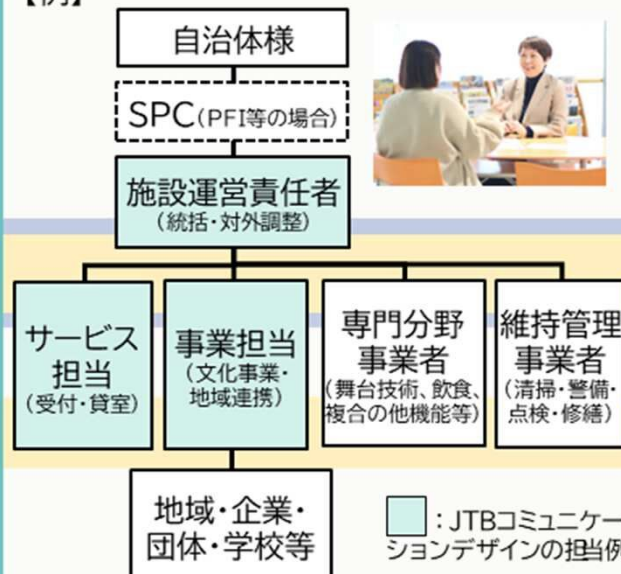 【例】
自治体様
SPC(PFI等の場合)
施設運営責任者
(統括・対外調整)
サービス
担当
(受付・貸室)
事業担当
(文化事業・
地域連携)
専門分野
事業者
(舞台技術、飲食、
複合の他機能等)
維持管理
事業者
(清掃・警備・
点検・修繕)
地域・企業・
団体・学校等
：JTBコミュニケー
ションデザインの担当例